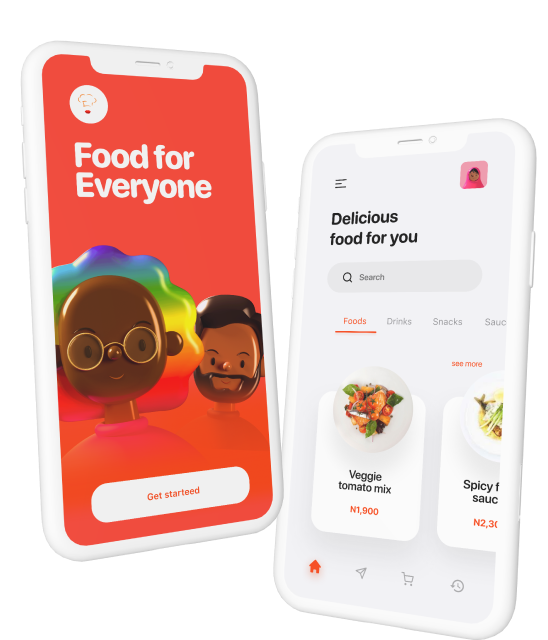 Food for
Everyone
Get starteed
Delicious
food for you
Search
Foods Drinks Snacks Sauc
see more
Veggie
tomato mix
N1,900
Spicy f
sauc
N2,30